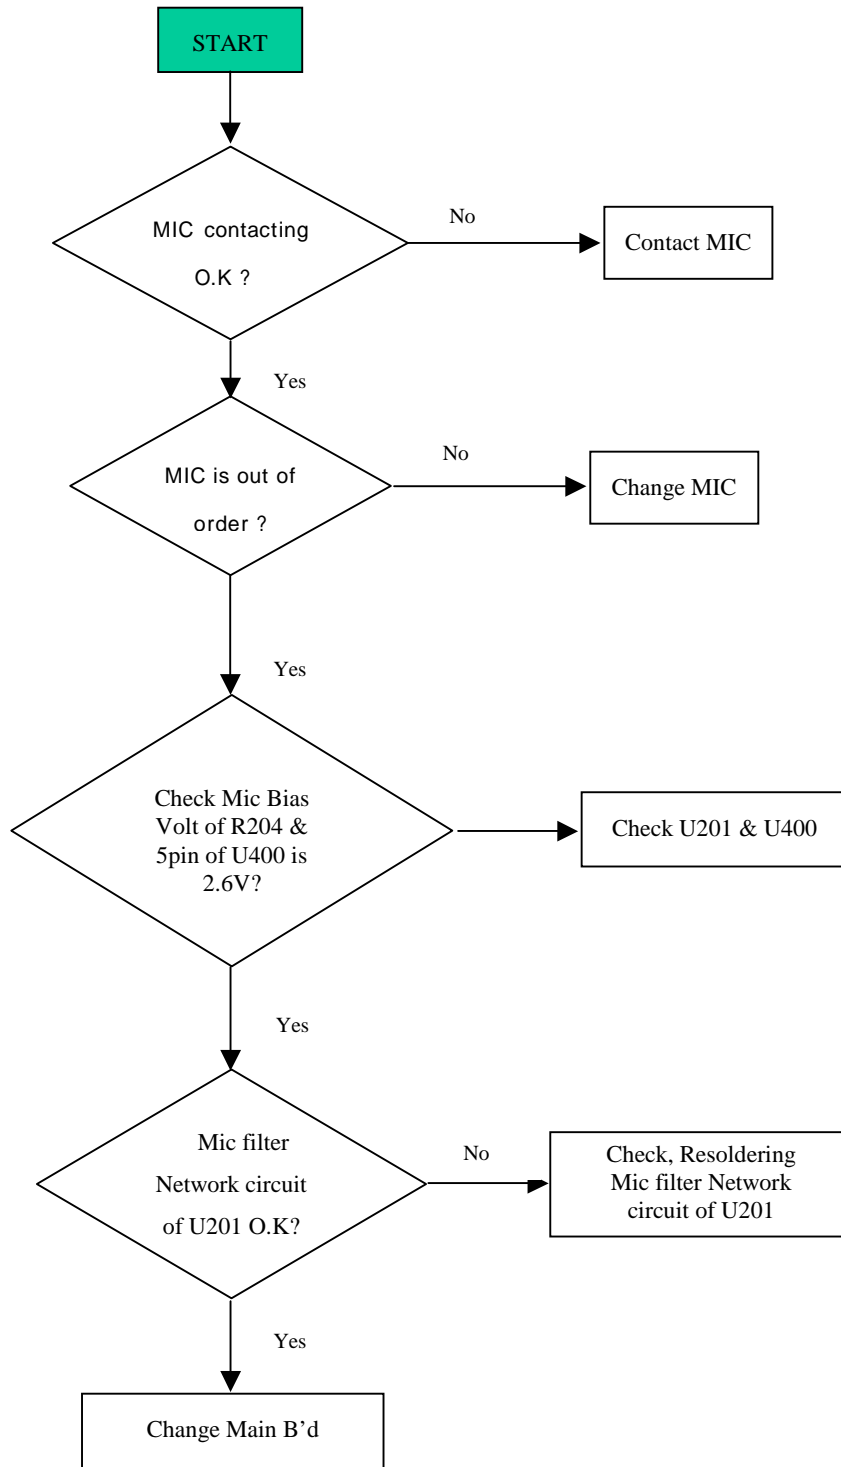 START
MIC contacting
O.K ?
No
Contact MIC
Yes
MIC is out of
order ?
No
Change MIC
Yes
Check Mic Bias
Volt of R204 &
5pin of U400 is
2.6V?
Check U201 & U400
Yes
Mic filter
Network circuit
of U201 O.K?
No
Check, Resoldering
Mic filter Network
circuit of U201
Yes
Change Main B’d